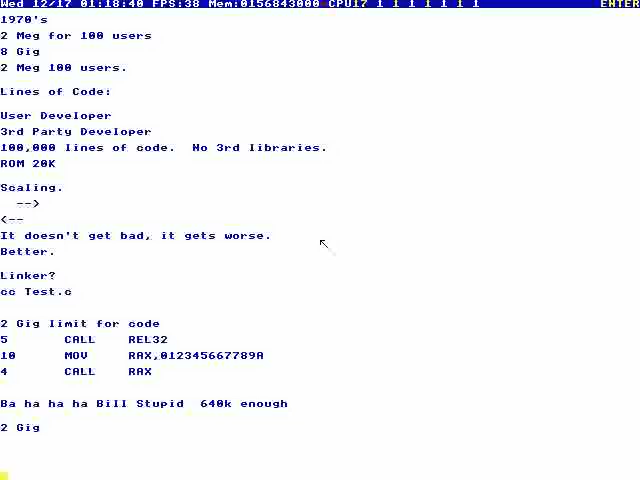 Wed 12/17 01:18:40 FPS:38 Mem:0156843000 CPU17 1 1 1 1 1 1 1 ENTER
1970's
2 Meg for 100 users
8 Gig
2 Meg 100 users.
Lines of Code:
User Developer
3rd Party Developer
100,000 lines of code.  No 3rd libraries.
ROM 20K
Scaling.
-->
<--
It doesn't get bad, it gets worse.
Better.
Linker?
cc Test.c
2 Gig limit for code
5 CALL REL32
10 MOV RAX,012345667789A
4 CALL RAX
Ba ha ha ha Bill Stupid  640k enough
2 Gig